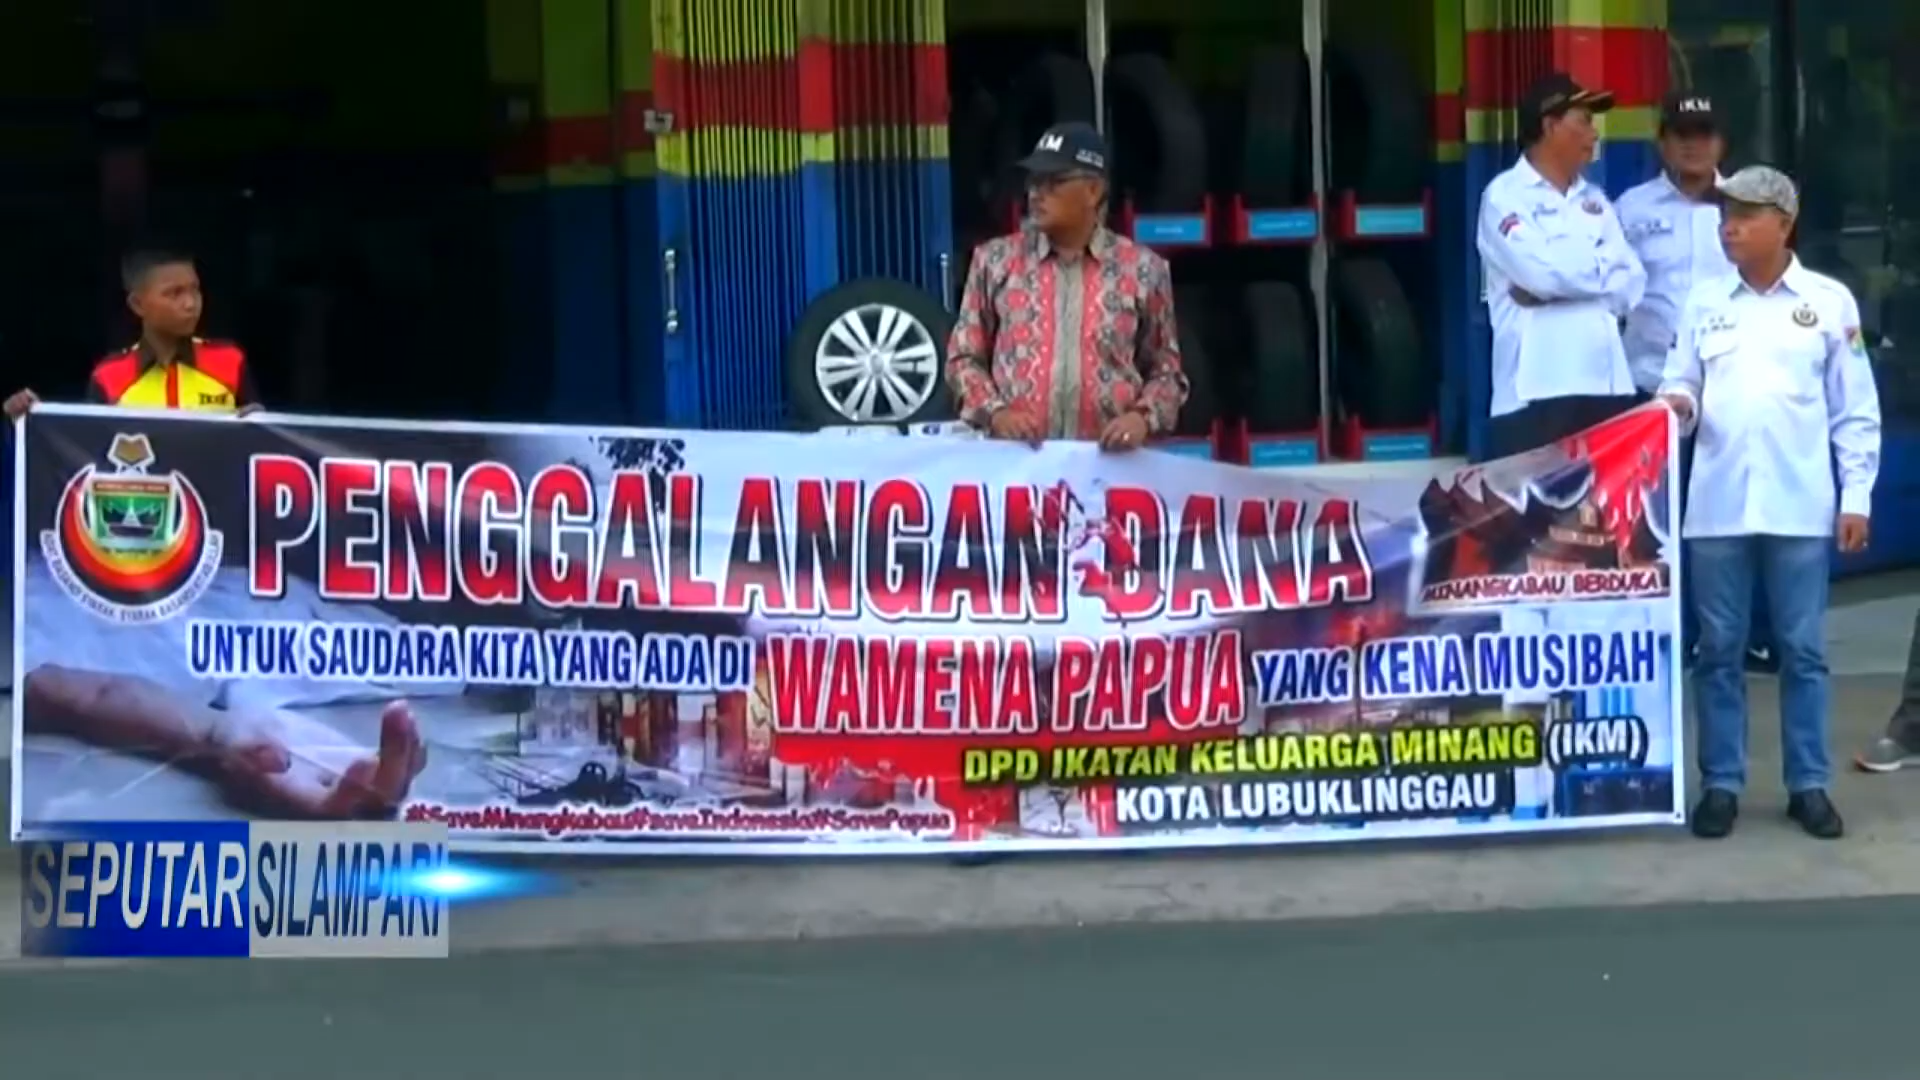 IKM
IKM
PENGGALANGAN DANA
MINANGKABAU BERDUKA
UNTUK SAUDARA KITA YANG ADA DI WAMENA PAPUA YANG KENA MUSIBAH
DPD IKATAN KELUARGA MINANG (IKM)
KOTA LUBUKLINGGAU
#SaveMinangkabau#saveIndonesia#SavePapua
SEPUTAR SILAMPARI